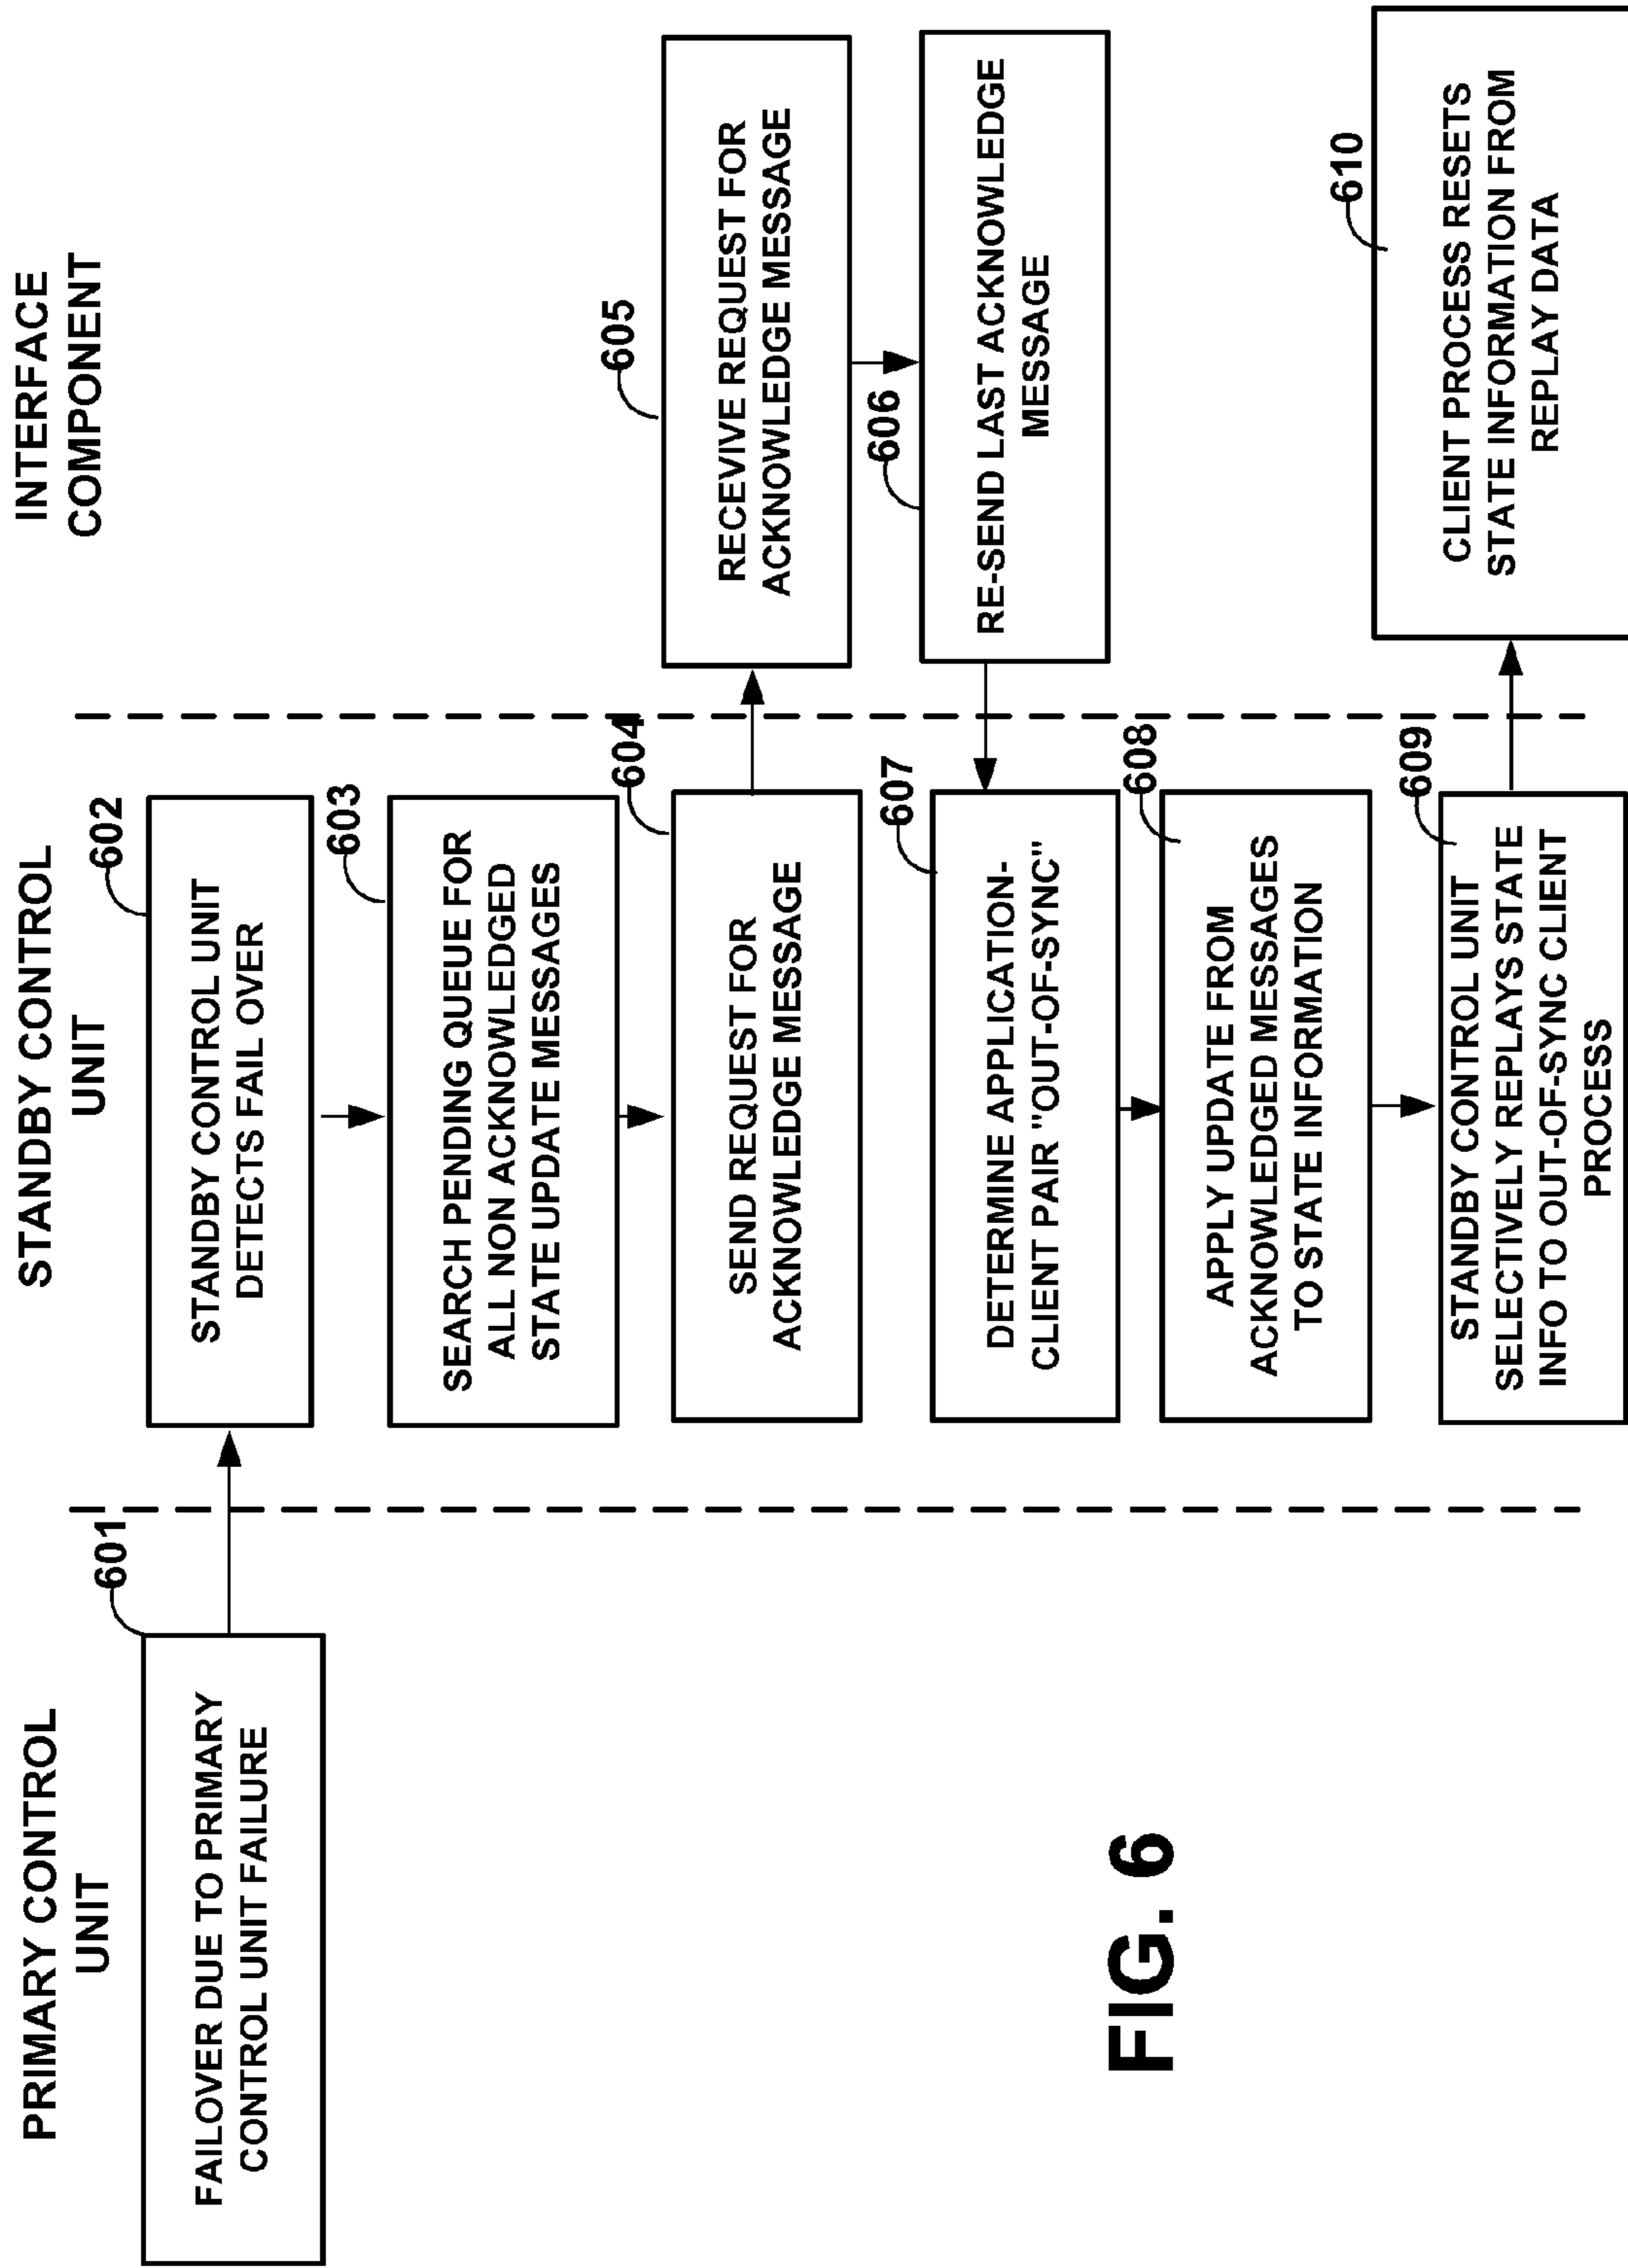 PRIMARY CONTROL
UNIT
STANDBY CONTROL
UNIT
INTERFACE
COMPONENT
601
FAILOVER DUE TO PRIMARY
CONTROL UNIT FAILURE
602
STANDBY CONTROL UNIT
DETECTS FAIL OVER
603
SEARCH PENDING QUEUE FOR
ALL NON ACKNOWLEDGED
STATE UPDATE MESSAGES
604
SEND REQUEST FOR
ACKNOWLEDGE MESSAGE
605
RECEVIVE REQUEST FOR
ACKNOWLEDGE MESSAGE
606
RE-SEND LAST ACKNOWLEDGE
MESSAGE
607
DETERMINE APPLICATION-
CLIENT PAIR "OUT-OF-SYNC"
608
APPLY UPDATE FROM
ACKNOWLEDGED MESSAGES
TO STATE INFORMATION
609
STANDBY CONTROL UNIT
SELECTIVELY REPLAYS STATE
INFO TO OUT-OF-SYNC CLIENT
PROCESS
610
CLIENT PROCESS RESETS
STATE INFORMATION FROM
REPLAY DATA
FIG. 6